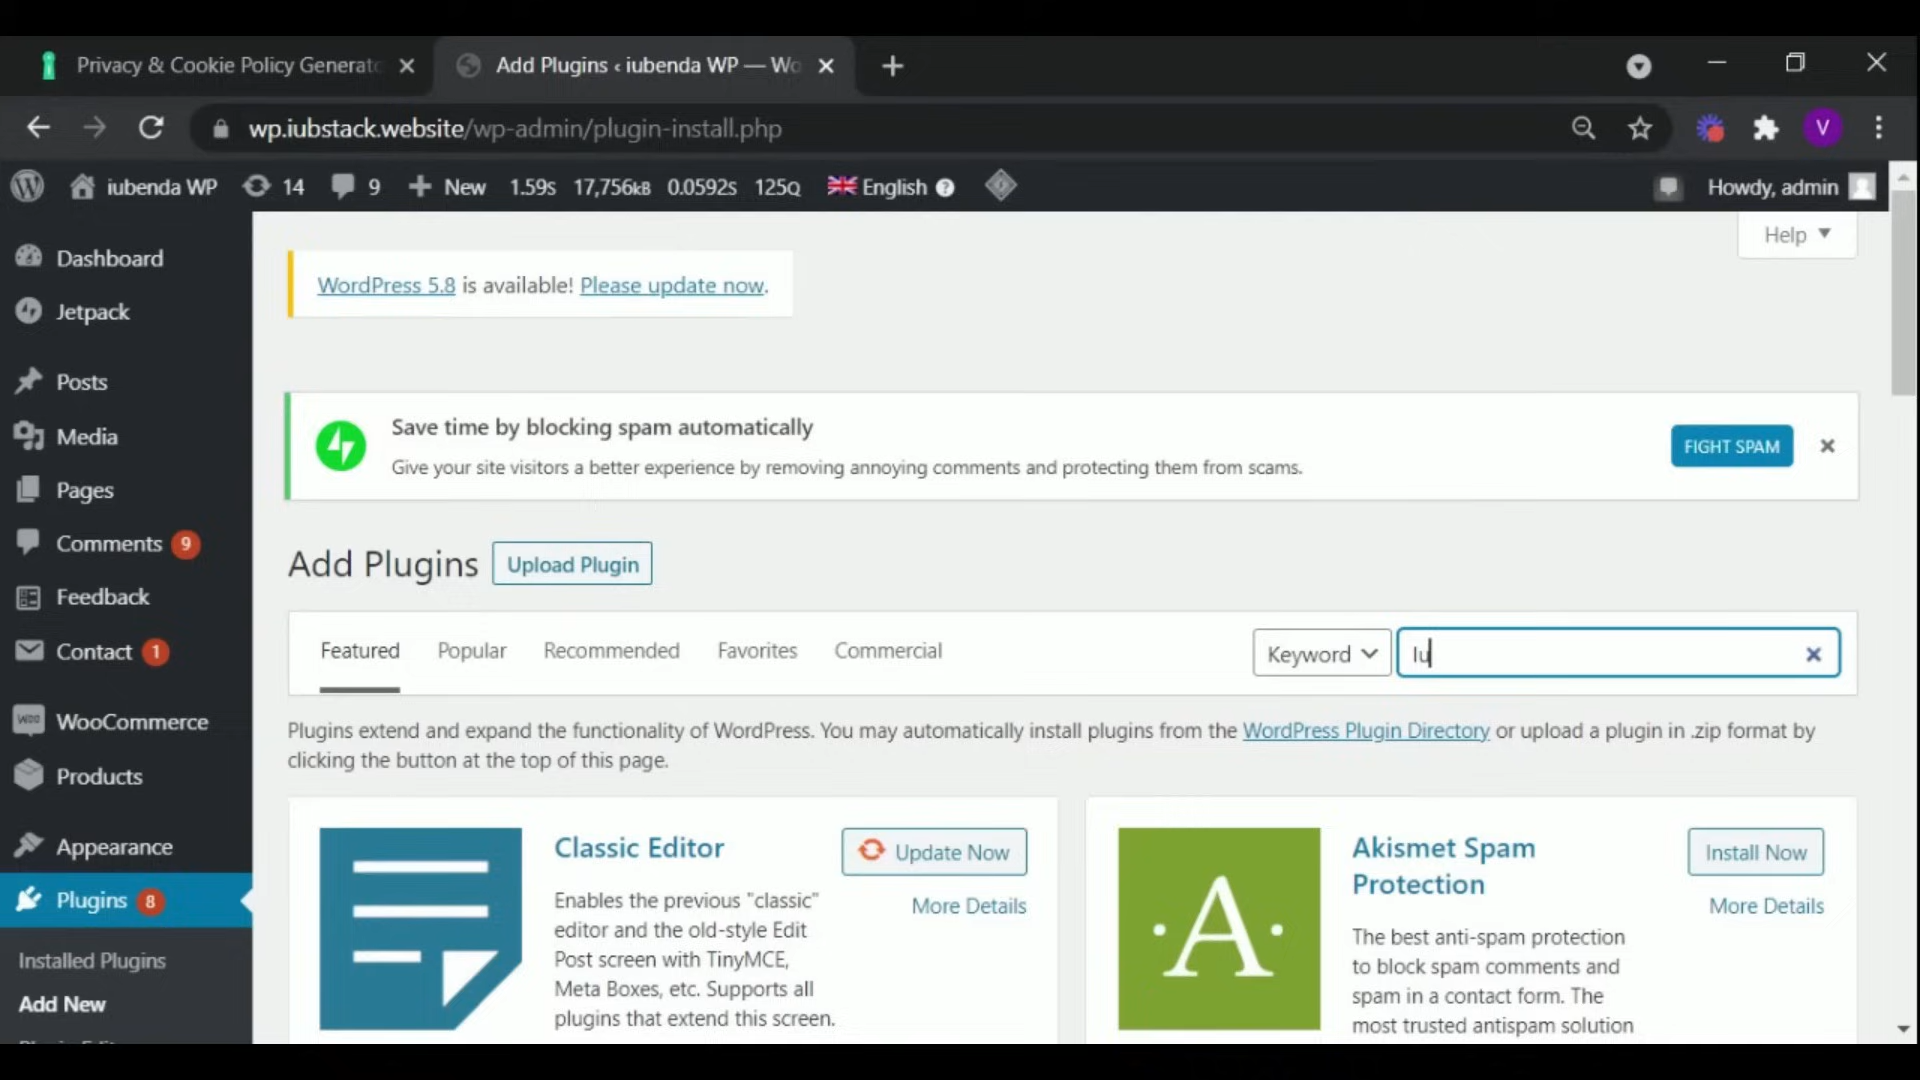 Privacy & Cookie Policy Generato
Add Plugins ‹ iubenda WP — Wo
wp.iubstack.website/wp-admin/plugin-install.php
V
iubenda WP 14 9 New 1.59s 17,756kB 0.0592s 125Q English Howdy, admin
Help
Dashboard
Jetpack
Posts
Media
Pages
Comments 9
Feedback
Contact 1
WooCommerce
Products
Appearance
Plugins 8
Installed Plugins
Add New
WordPress 5.8 is available! Please update now.
Save time by blocking spam automatically
Give your site visitors a better experience by removing annoying comments and protecting them from scams.
FIGHT SPAM
Add Plugins Upload Plugin
Featured Popular Recommended Favorites Commercial Keyword Iu
Plugins extend and expand the functionality of WordPress. You may automatically install plugins from the WordPress Plugin Directory or upload a plugin in .zip format by
clicking the button at the top of this page.
Classic Editor
Update Now
More Details
Enables the previous "classic"
editor and the old-style Edit
Post screen with TinyMCE,
Meta Boxes, etc. Supports all
plugins that extend this screen.
A
Akismet Spam
Protection
Install Now
More Details
The best anti-spam protection
to block spam comments and
spam in a contact form. The
most trusted antispam solution